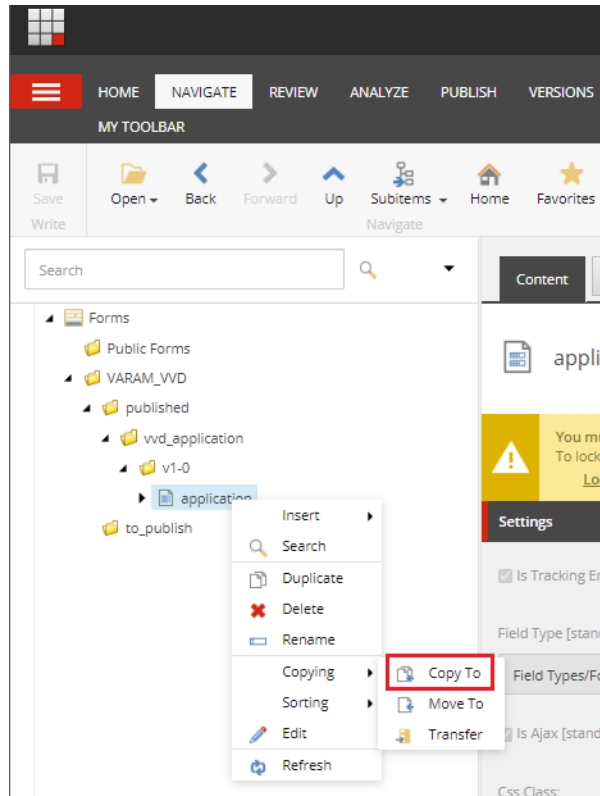 HOME NAVIGATE REVIEW ANALYZE PUBLISH VERSIONS
MY TOOLBAR
Save Open Back Forward Up Subitems Home Favorites
Write Navigate
Search
Content
Forms
Public Forms
appli
VARAM_VVD
published
You mu
vvd_application
To lock
v1-0
Lo
application
Insert
Settings
to_publish
Search
Duplicate
Is Tracking En
Delete
Rename
Field Type [stand
Copying
Copy To
Field Types/Fo
Sorting
Move To
Edit
Transfer
Is Ajax [stand
Refresh
Css Class: